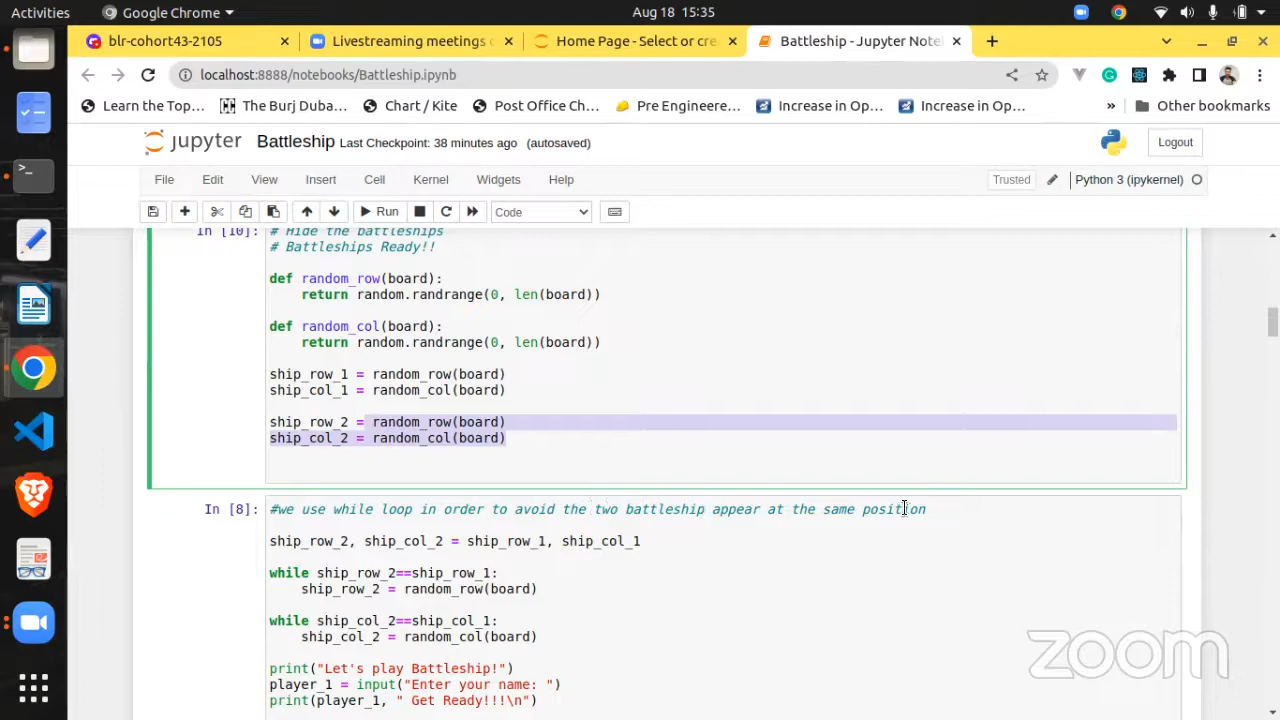 Activities
Google Chrome
Aug 18 15:35
blr-cohort43-2105
Livestreaming meetings o
Home Page - Select or cre
Battleship - Jupyter Note
localhost:8888/notebooks/Battleship.ipynb
Learn the Top...
The Burj Duba...
Chart / Kite
Post Office Ch...
Pre Engineere...
Increase in Op...
Increase in Op...
»
Other bookmarks
jupyter
Battleship Last Checkpoint: 38 minutes ago (autosaved)
Logout
File Edit View Insert Cell Kernel Widgets Help
Trusted
Python 3 (ipykernel)
Run
Code
In [10]:
# Hide the battleships
# Battleships Ready!!
def random_row(board):
    return random.randrange(0, len(board))
def random_col(board):
    return random.randrange(0, len(board))
ship_row_1 = random_row(board)
ship_col_1 = random_col(board)
ship_row_2 = random_row(board)
ship_col_2 = random_col(board)
In [8]:
#we use while loop in order to avoid the two battleship appear at the same position
ship_row_2, ship_col_2 = ship_row_1, ship_col_1
while ship_row_2==ship_row_1:
    ship_row_2 = random_row(board)
while ship_col_2==ship_col_1:
    ship_col_2 = random_col(board)
print("Let's play Battleship!")
player_1 = input("Enter your name: ")
print(player_1, " Get Ready!!!\n")
zoom